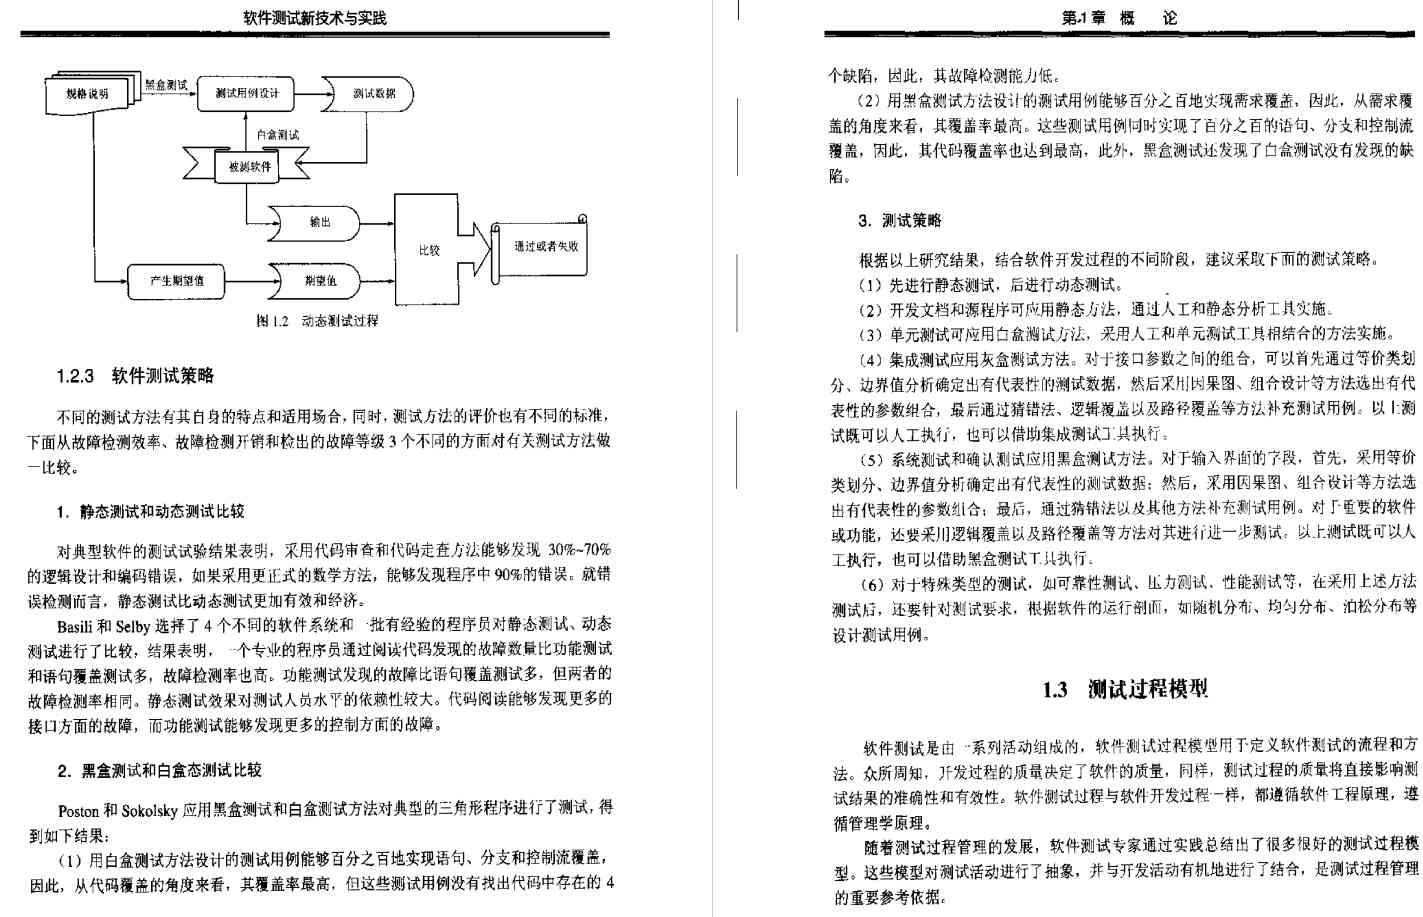 软件测试新技术与实践
规格说明
黑盒测试
测试用例设计
测试数据
白盒测试
被测软件
输出
比较
通过或者失败
产生期望值
期望值
图 1.2 动态测试过程
1.2.3 软件测试策略
不同的测试方法有其自身的特点和适用场合，同时，测试方法的评价也有不同的标准，
下面从故障检测效率、故障检测开销和检出的故障等级 3 个不同的方面对有关测试方法做
一比较。
1．静态测试和动态测试比较
对典型软件的测试试验结果表明，采用代码审查和代码走查方法能够发现 30%~70%
的逻辑设计和编码错误，如果采用更正式的数学方法，能够发现程序中 90%的错误。就错
误检测而言，静态测试比动态测试更加有效和经济。
Basili 和 Selby 选择了 4 个不同的软件系统和一批有经验的程序员对静态测试、动态
测试进行了比较，结果表明，一个专业的程序员通过阅读代码发现的故障数量比功能测试
和语句覆盖测试多，故障检测率也高。功能测试发现的故障比语句覆盖测试多，但两者的
故障检测率相同。静态测试效果对测试人员水平的依赖性较大。代码阅读能够发现更多的
接口方面的故障，而功能测试能够发现更多的控制方面的故障。
2．黑盒测试和白盒态测试比较
Poston 和 Sokolsky 应用黑盒测试和白盒测试方法对典型的三角形程序进行了测试，得
到如下结果：
（1）用白盒测试方法设计的测试用例能够百分之百地实现语句、分支和控制流覆盖，
因此，从代码覆盖的角度来看，其覆盖率最高，但这些测试用例没有找出代码中存在的 4
第 1 章 概 论
个缺陷，因此，其故障检测能力低。
（2）用黑盒测试方法设计的测试用例能够百分之百地实现需求覆盖，因此，从需求覆
盖的角度来看，其覆盖率最高。这些测试用例同时实现了百分之百的语句、分支和控制流
覆盖，因此，其代码覆盖率也达到最高，此外，黑盒测试还发现了白盒测试没有发现的缺
陷。
3．测试策略
根据以上研究结果，结合软件开发过程的不同阶段，建议采取下面的测试策略。
（1）先进行静态测试，后进行动态测试。
（2）开发文档和源程序可应用静态方法，通过人工和静态分析工具实施。
（3）单元测试可应用白盒测试方法，采用人工和单元测试工具相结合的方法实施。
（4）集成测试应用灰盒测试方法。对于接口参数之间的组合，可以首先通过等价类划
分、边界值分析确定出有代表性的测试数据，然后采用因果图、组合设计等方法选出有代
表性的参数组合，最后通过猜错法、逻辑覆盖以及路径覆盖等方法补充测试用例。以上测
试既可以人工执行，也可以借助集成测试工具执行。
（5）系统测试和确认测试应用黑盒测试方法。对于输入界面的字段，首先，采用等价
类划分、边界值分析确定出有代表性的测试数据；然后，采用因果图、组合设计等方法选
出有代表性的参数组合；最后，通过猜错法以及其他方法补充测试用例。对于重要的软件
或功能，还要采用逻辑覆盖以及路径覆盖等方法对其进行进一步测试。以上测试既可以人
工执行，也可以借助黑盒测试工具执行。
（6）对于特殊类型的测试，如可靠性测试、压力测试、性能测试等，在采用上述方法
测试后，还要针对测试要求，根据软件的运行剖面，如随机分布、均匀分布、泊松分布等
设计测试用例。
1.3 测试过程模型
软件测试是由一系列活动组成的，软件测试过程模型用于定义软件测试的流程和方
法。众所周知，开发过程的质量决定了软件的质量，同样，测试过程的质量将直接影响测
试结果的准确性和有效性。软件测试过程与软件开发过程一样，都遵循软件工程原理，遵
循管理学原理。
随着测试过程管理的发展，软件测试专家通过实践总结出了很多很好的测试过程模
型。这些模型对测试活动进行了抽象，并与开发活动有机地进行了结合，是测试过程管理
的重要参考依据。